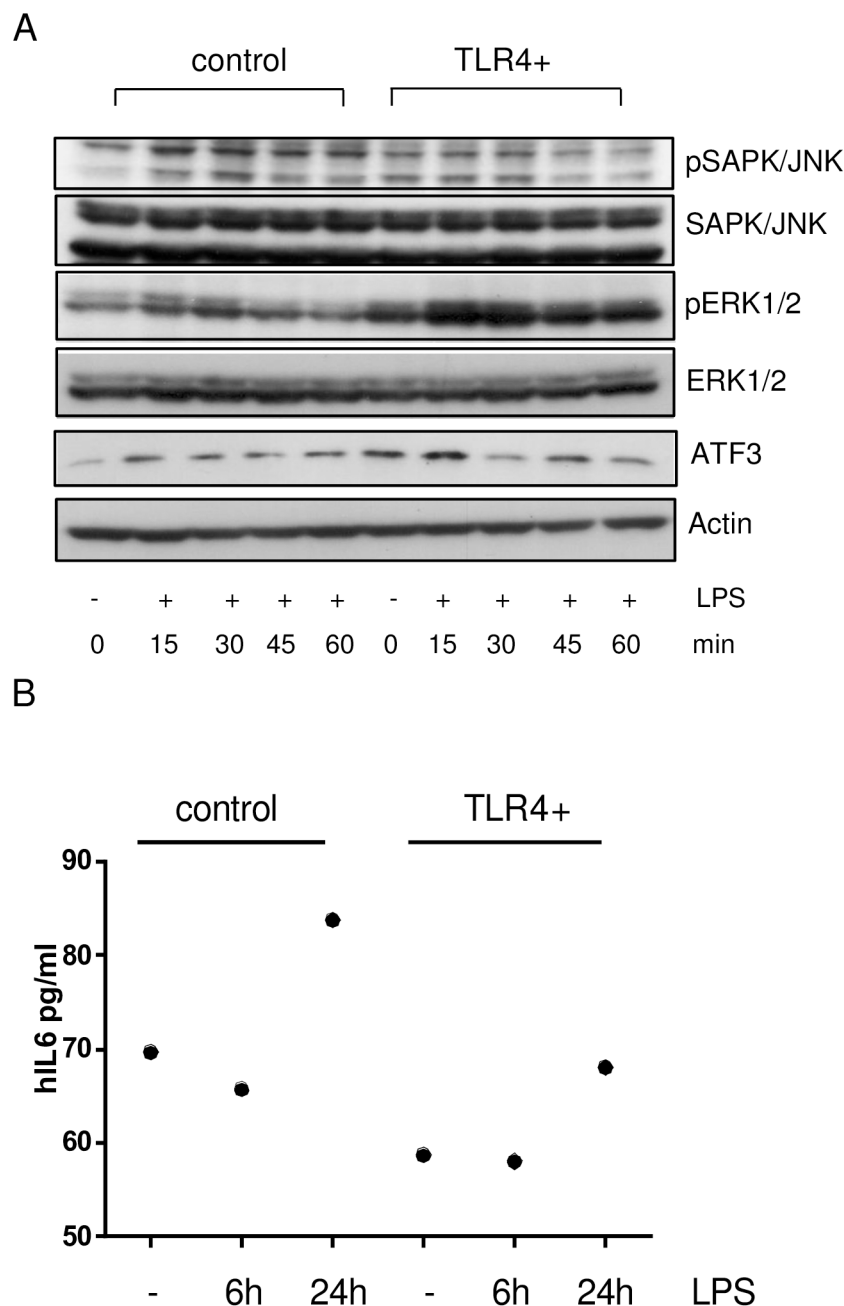 A
control TLR4+
pSAPK/JNK
SAPK/JNK
pERK1/2
ERK1/2
ATF3
Actin
- + + + + - + + + + LPS
0 15 30 45 60 0 15 30 45 60 min
B
control TLR4+
90
80
70
60
50
hIL6 pg/ml
- 6h 24h - 6h 24h LPS